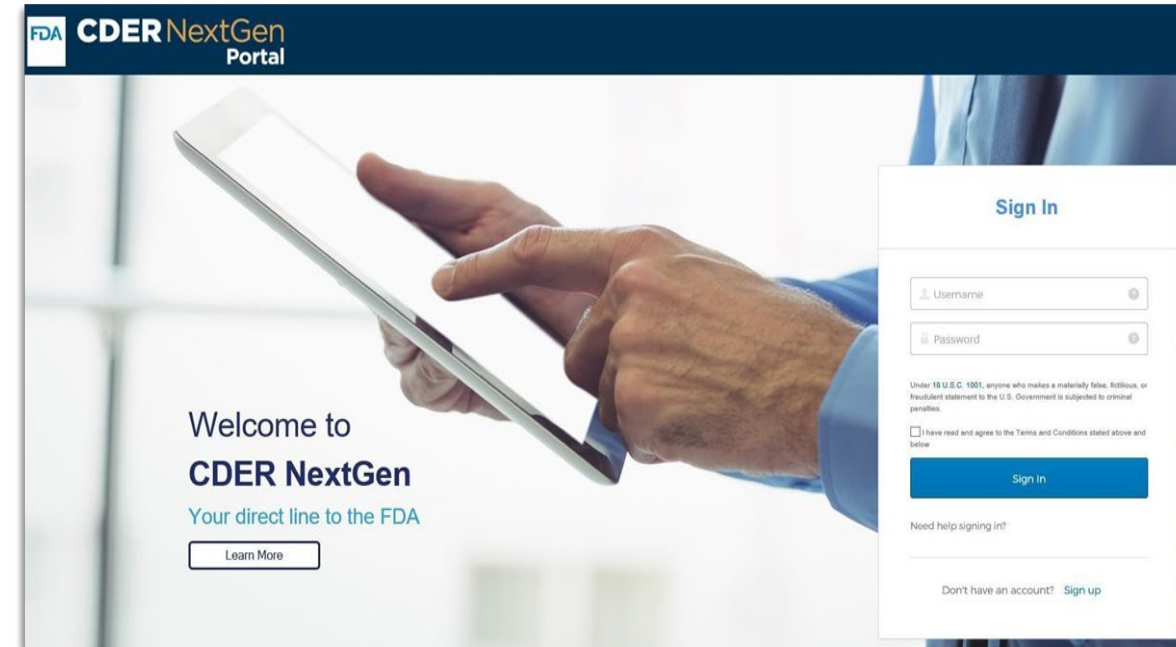 FDA
CDER NextGen
Portal
Welcome to
CDER NextGen
Your direct line to the FDA
Learn More
Sign In
Username
Password
Under 18 U.S.C. 1001, anyone who makes a materially false, fictitious, or
fraudulent statement to the U.S. Government is subjected to criminal
penalties.
I have read and agree to the Terms and Conditions stated above and
below
Sign In
Need help signing in?
Don't have an account? Sign up